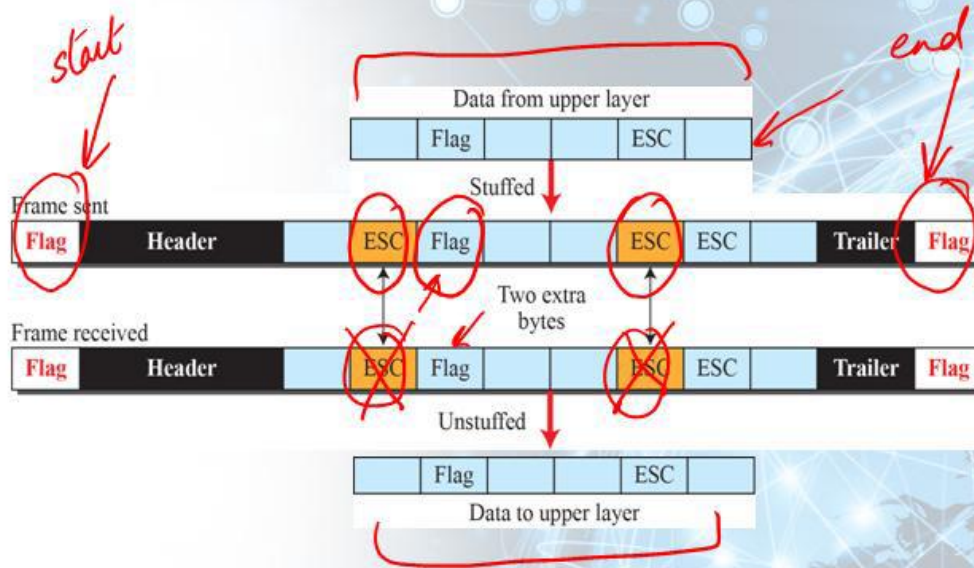 start
end
Data from upper layer
Flag ESC
Stuffed
Frame sent
Flag Header ESC Flag ESC ESC Trailer Flag
Two extra
bytes
Frame received
Flag Header ESC Flag ESC ESC Trailer Flag
Unstuffed
Flag ESC
Data to upper layer